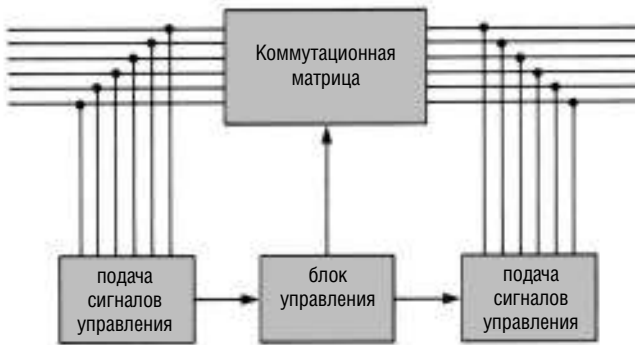 Коммутационная
матрица
подача
сигналов
управления
блок
управления
подача
сигналов
управления